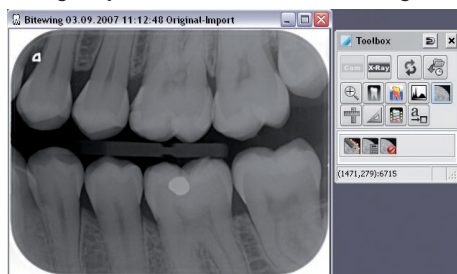 Bitewing 03.09.2007 11:12:48 Original-Import
Toolbox
Cam
X-Ray
a
(1471,279):6715